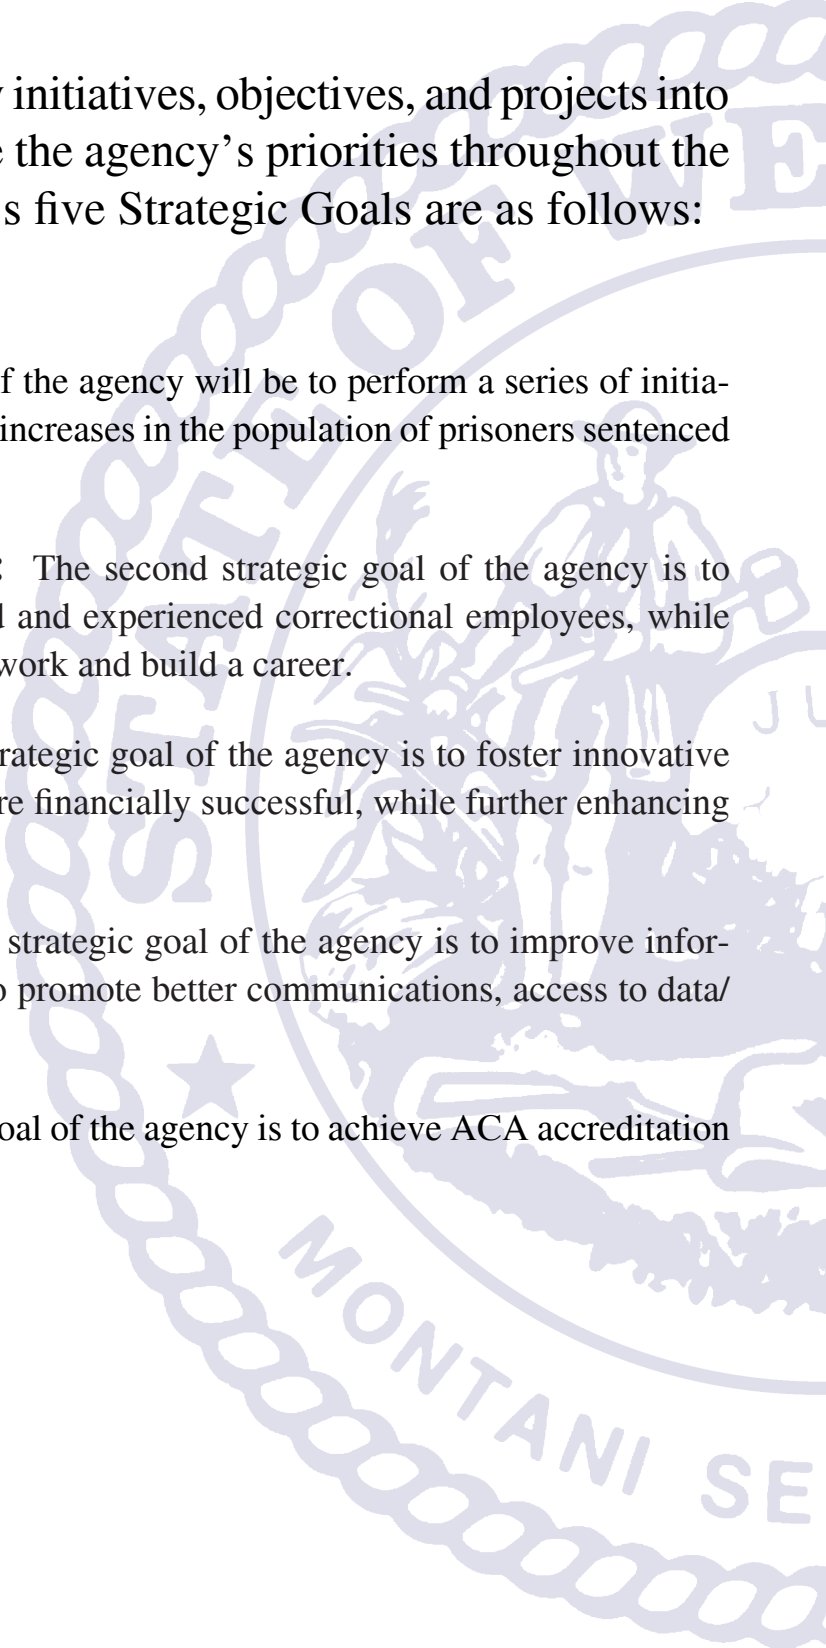 initiatives, objectives, and projects into
the agency's priorities throughout the
s five Strategic Goals are as follows:
f the agency will be to perform a series of initia-
increases in the population of prisoners sentenced
: The second strategic goal of the agency is to
d and experienced correctional employees, while
work and build a career.
rategic goal of the agency is to foster innovative
re financially successful, while further enhancing
strategic goal of the agency is to improve infor-
o promote better communications, access to data/
oal of the agency is to achieve ACA accreditation
STATE OF WE
JU
MONTANI SE